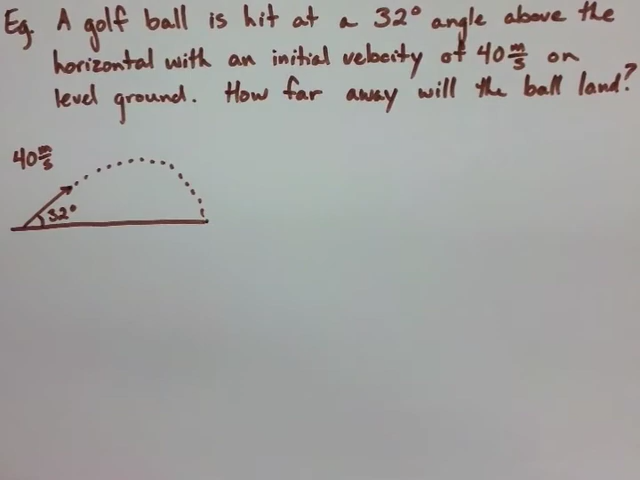 Eg. A golf ball is hit at a 32° angle above the
horizontal with an initial velocity of 40 m/s on
level ground. How far away will the ball land?
40 m/s
32°